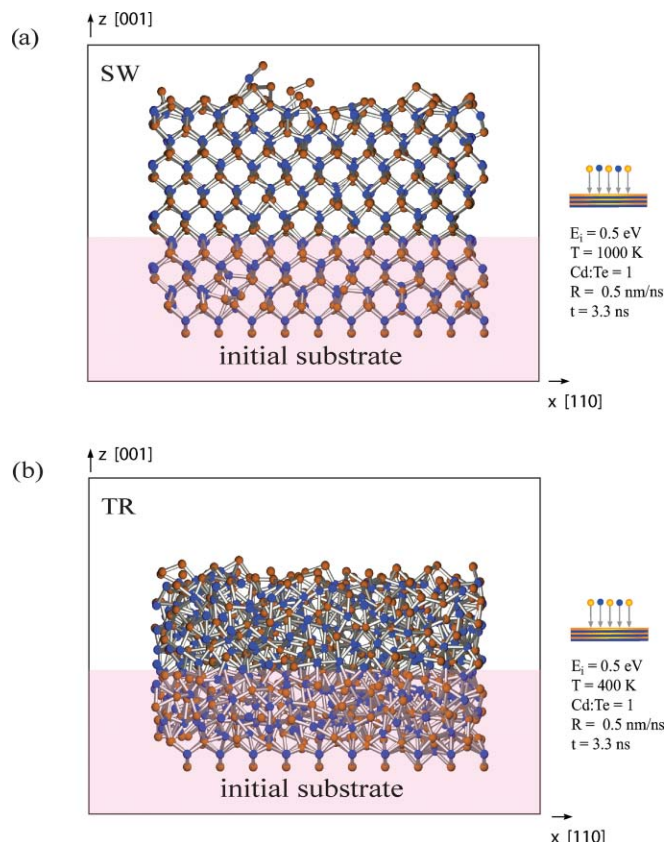 z [001]
(a)
SW
E_i = 0.5 eV
T = 1000 K
Cd:Te = 1
R = 0.5 nm/ns
t = 3.3 ns
initial substrate
x [110]
z [001]
(b)
TR
E_i = 0.5 eV
T = 400 K
Cd:Te = 1
R = 0.5 nm/ns
t = 3.3 ns
initial substrate
x [110]